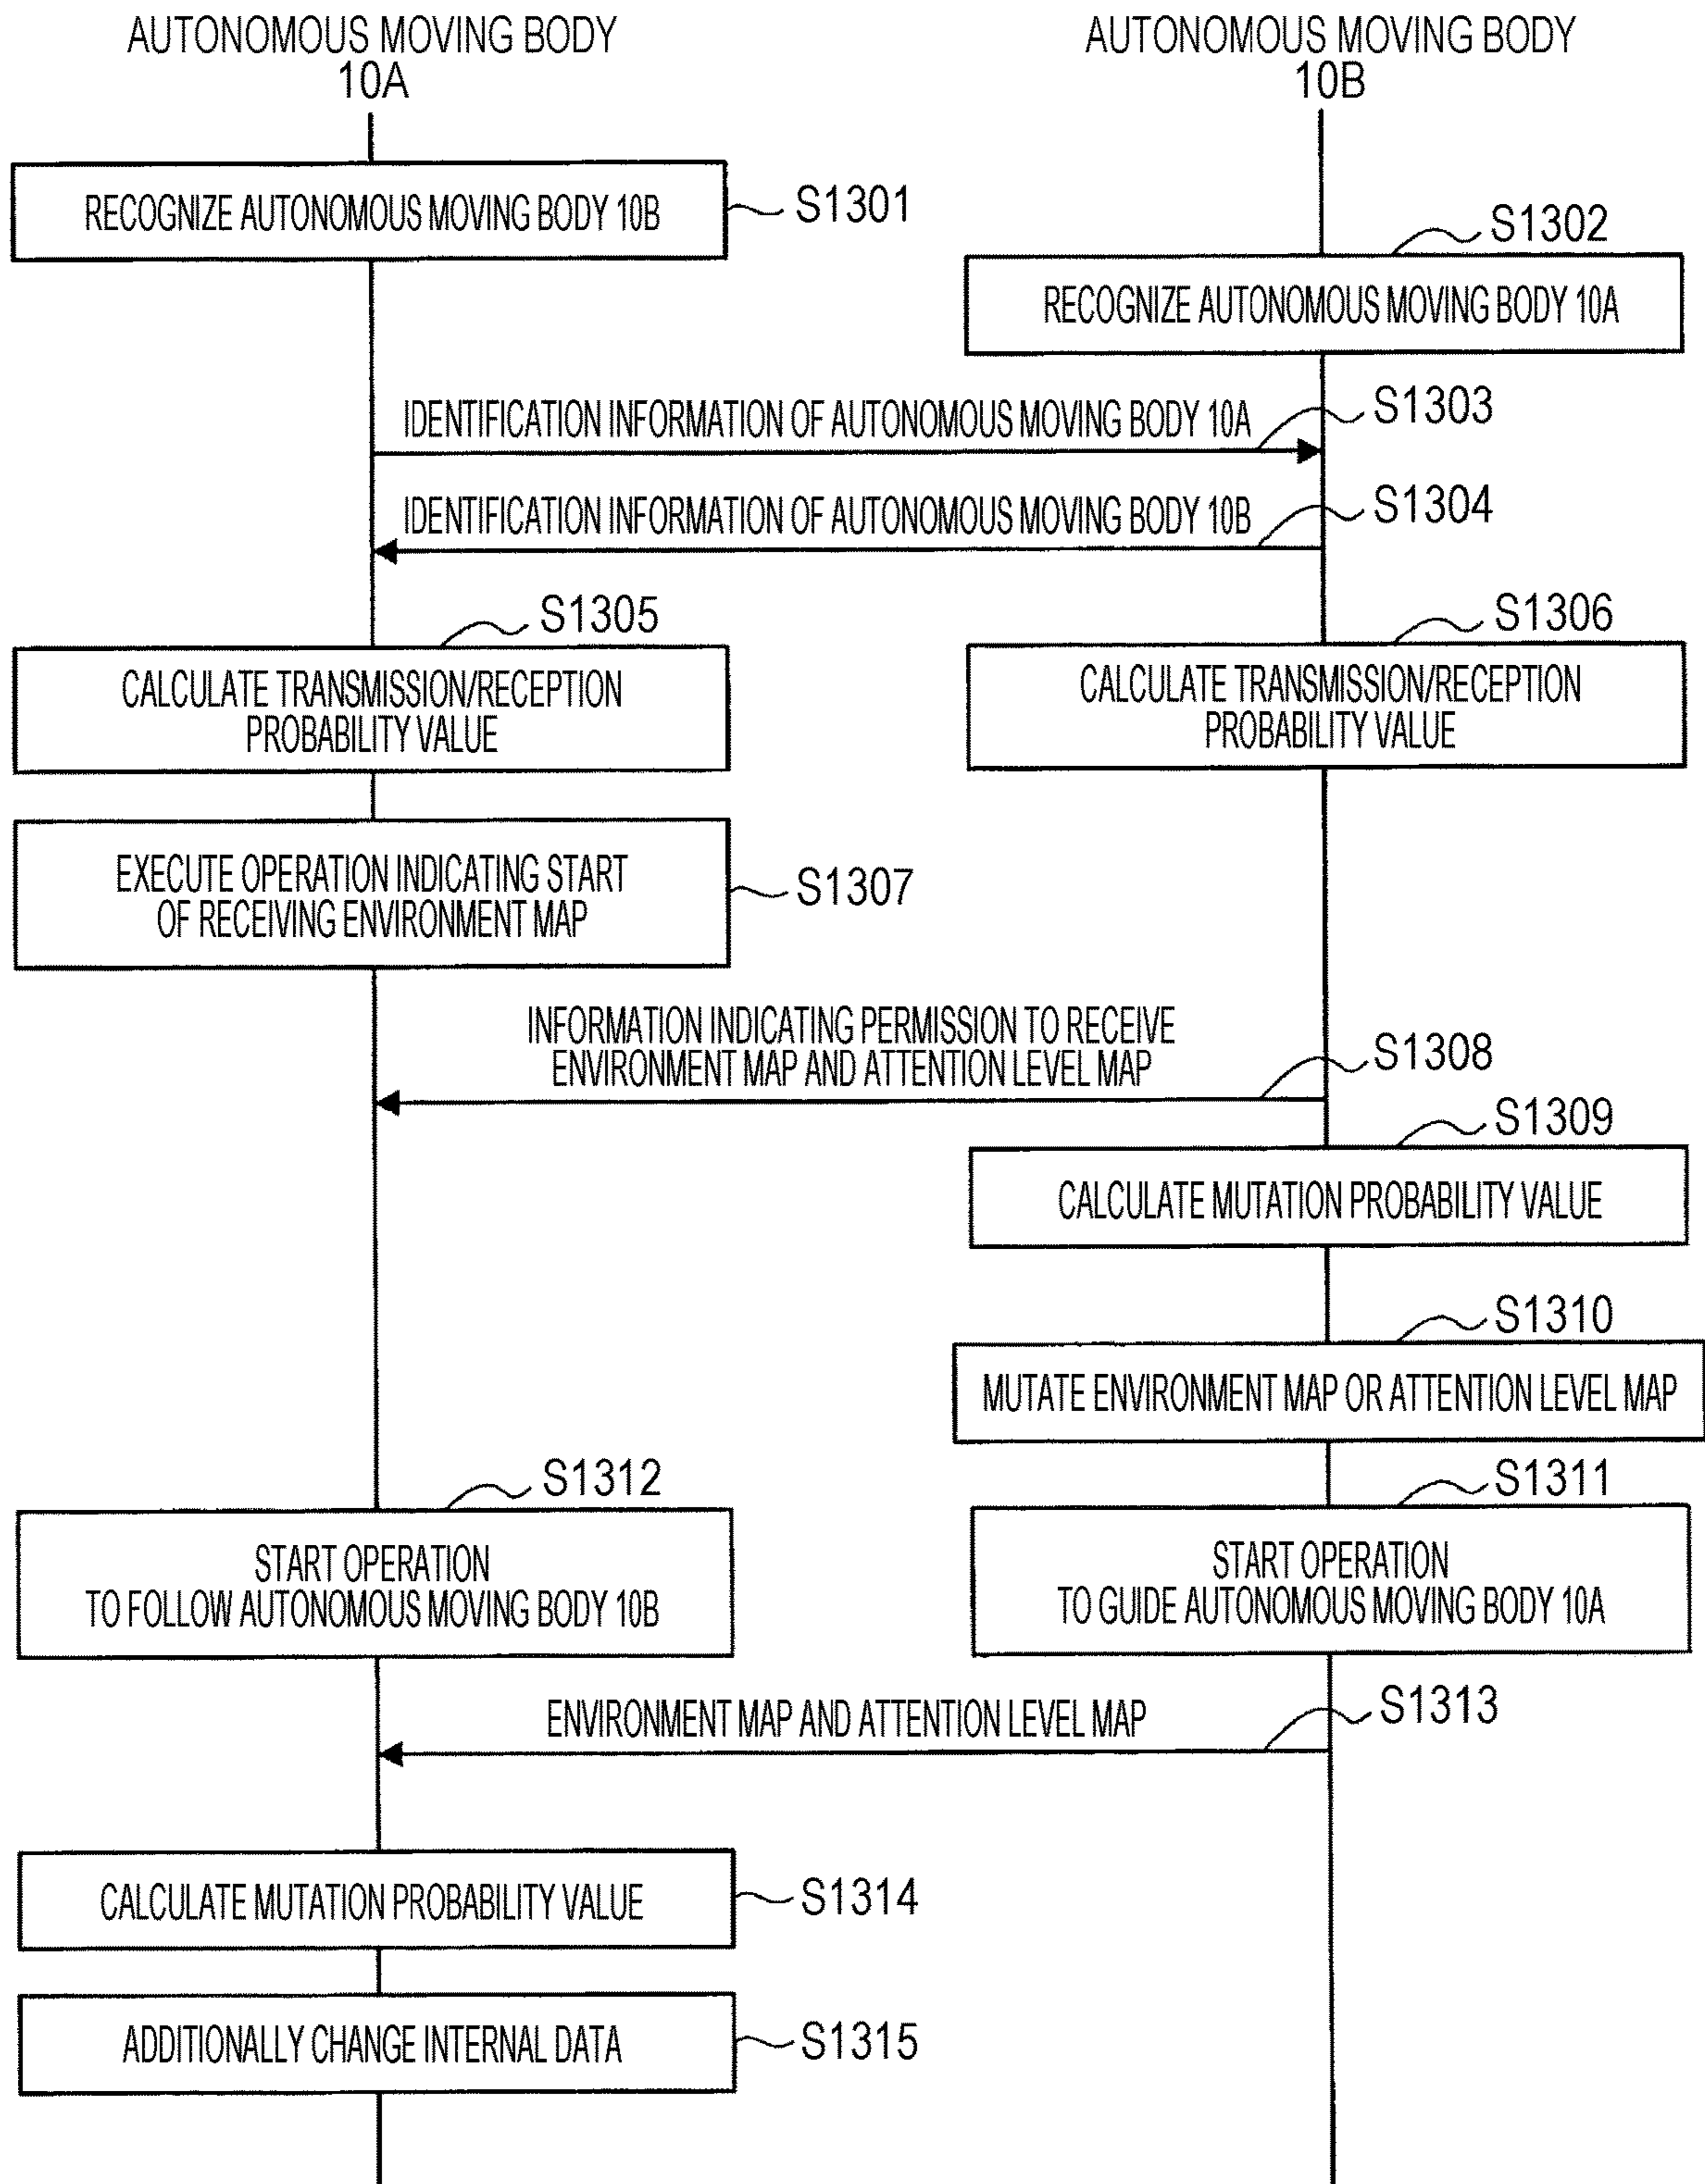 AUTONOMOUS MOVING BODY
10A
AUTONOMOUS MOVING BODY
10B
RECOGNIZE AUTONOMOUS MOVING BODY 10B
S1301
S1302
RECOGNIZE AUTONOMOUS MOVING BODY 10A
IDENTIFICATION INFORMATION OF AUTONOMOUS MOVING BODY 10A
S1303
IDENTIFICATION INFORMATION OF AUTONOMOUS MOVING BODY 10B
S1304
S1305
CALCULATE TRANSMISSION/RECEPTION
PROBABILITY VALUE
S1306
CALCULATE TRANSMISSION/RECEPTION
PROBABILITY VALUE
EXECUTE OPERATION INDICATING START
OF RECEIVING ENVIRONMENT MAP
S1307
INFORMATION INDICATING PERMISSION TO RECEIVE
ENVIRONMENT MAP AND ATTENTION LEVEL MAP
S1308
S1309
CALCULATE MUTATION PROBABILITY VALUE
S1310
MUTATE ENVIRONMENT MAP OR ATTENTION LEVEL MAP
S1312
START OPERATION
TO FOLLOW AUTONOMOUS MOVING BODY 10B
S1311
START OPERATION
TO GUIDE AUTONOMOUS MOVING BODY 10A
ENVIRONMENT MAP AND ATTENTION LEVEL MAP
S1313
CALCULATE MUTATION PROBABILITY VALUE
S1314
ADDITIONALLY CHANGE INTERNAL DATA
S1315